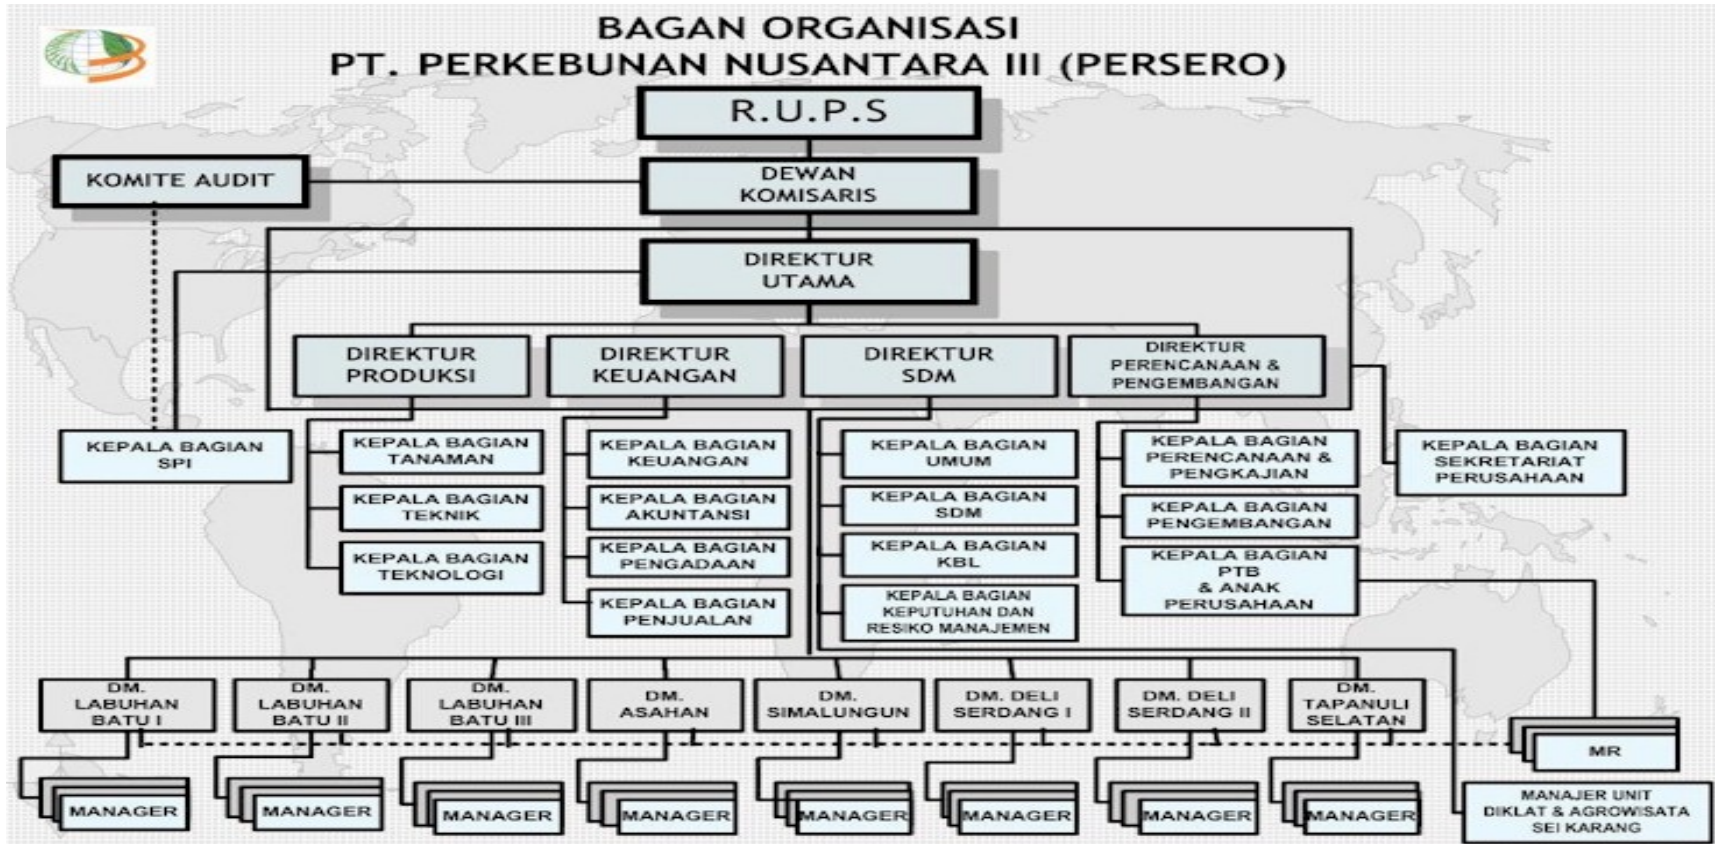 BAGAN ORGANISASI
PT. PERKEBUNAN NUSANTARA III (PERSERO)
R.U.P.S
KOMITE AUDIT
DEWAN
KOMISARIS
DIREKTUR
UTAMA
DIREKTUR
PRODUKSI
DIREKTUR
KEUANGAN
DIREKTUR
SDM
DIREKTUR
PERENCANAAN &
PENGEMBANGAN
KEPALA BAGIAN
SPI
KEPALA BAGIAN
TANAMAN
KEPALA BAGIAN
TEKNIK
KEPALA BAGIAN
TEKNOLOGI
KEPALA BAGIAN
KEUANGAN
KEPALA BAGIAN
AKUNTANSI
KEPALA BAGIAN
PENGADAAN
KEPALA BAGIAN
PENJUALAN
KEPALA BAGIAN
UMUM
KEPALA BAGIAN
SDM
KEPALA BAGIAN
KBL
KEPALA BAGIAN
KEPUTUHAN DAN
RESIKO MANAJEMEN
KEPALA BAGIAN
PERENCANAAN &
PENGKAJIAN
KEPALA BAGIAN
PENGEMBANGAN
KEPALA BAGIAN
PTB
& ANAK
PERUSAHAAN
KEPALA BAGIAN
SEKRETARIAT
PERUSAHAAN
DM.
LABUHAN
BATU I
DM.
LABUHAN
BATU II
DM.
LABUHAN
BATU III
DM.
ASAHAN
DM.
SIMALUNGUN
DM. DELI
SERDANG I
DM. DELI
SERDANG II
DM.
TAPANULI
SELATAN
MR
MANAGER
MANAGER
MANAGER
MANAGER
MANAGER
MANAGER
MANAGER
MANAGER
MANAJER UNIT
DIKLAT & AGROWISATA
SEI KARANG